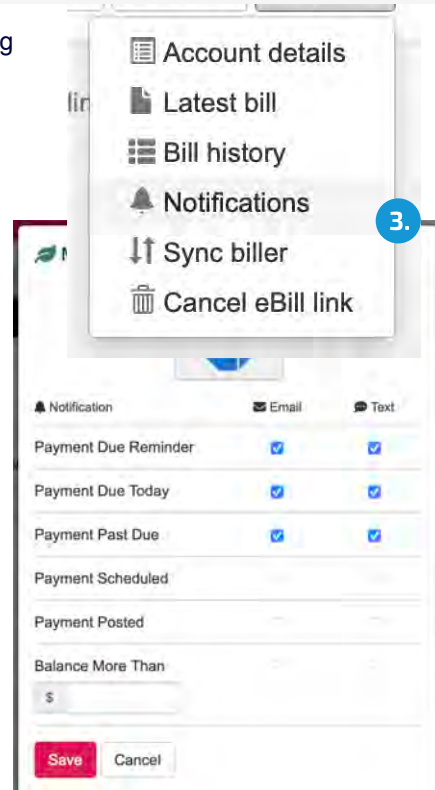 g
Account details
lin
Latest bill
Bill history
Notifications
3.
Sync biller
Cancel eBill link
Notification Email Text
Payment Due Reminder
Payment Due Today
Payment Past Due
Payment Scheduled
Payment Posted
Balance More Than
$
Save Cancel